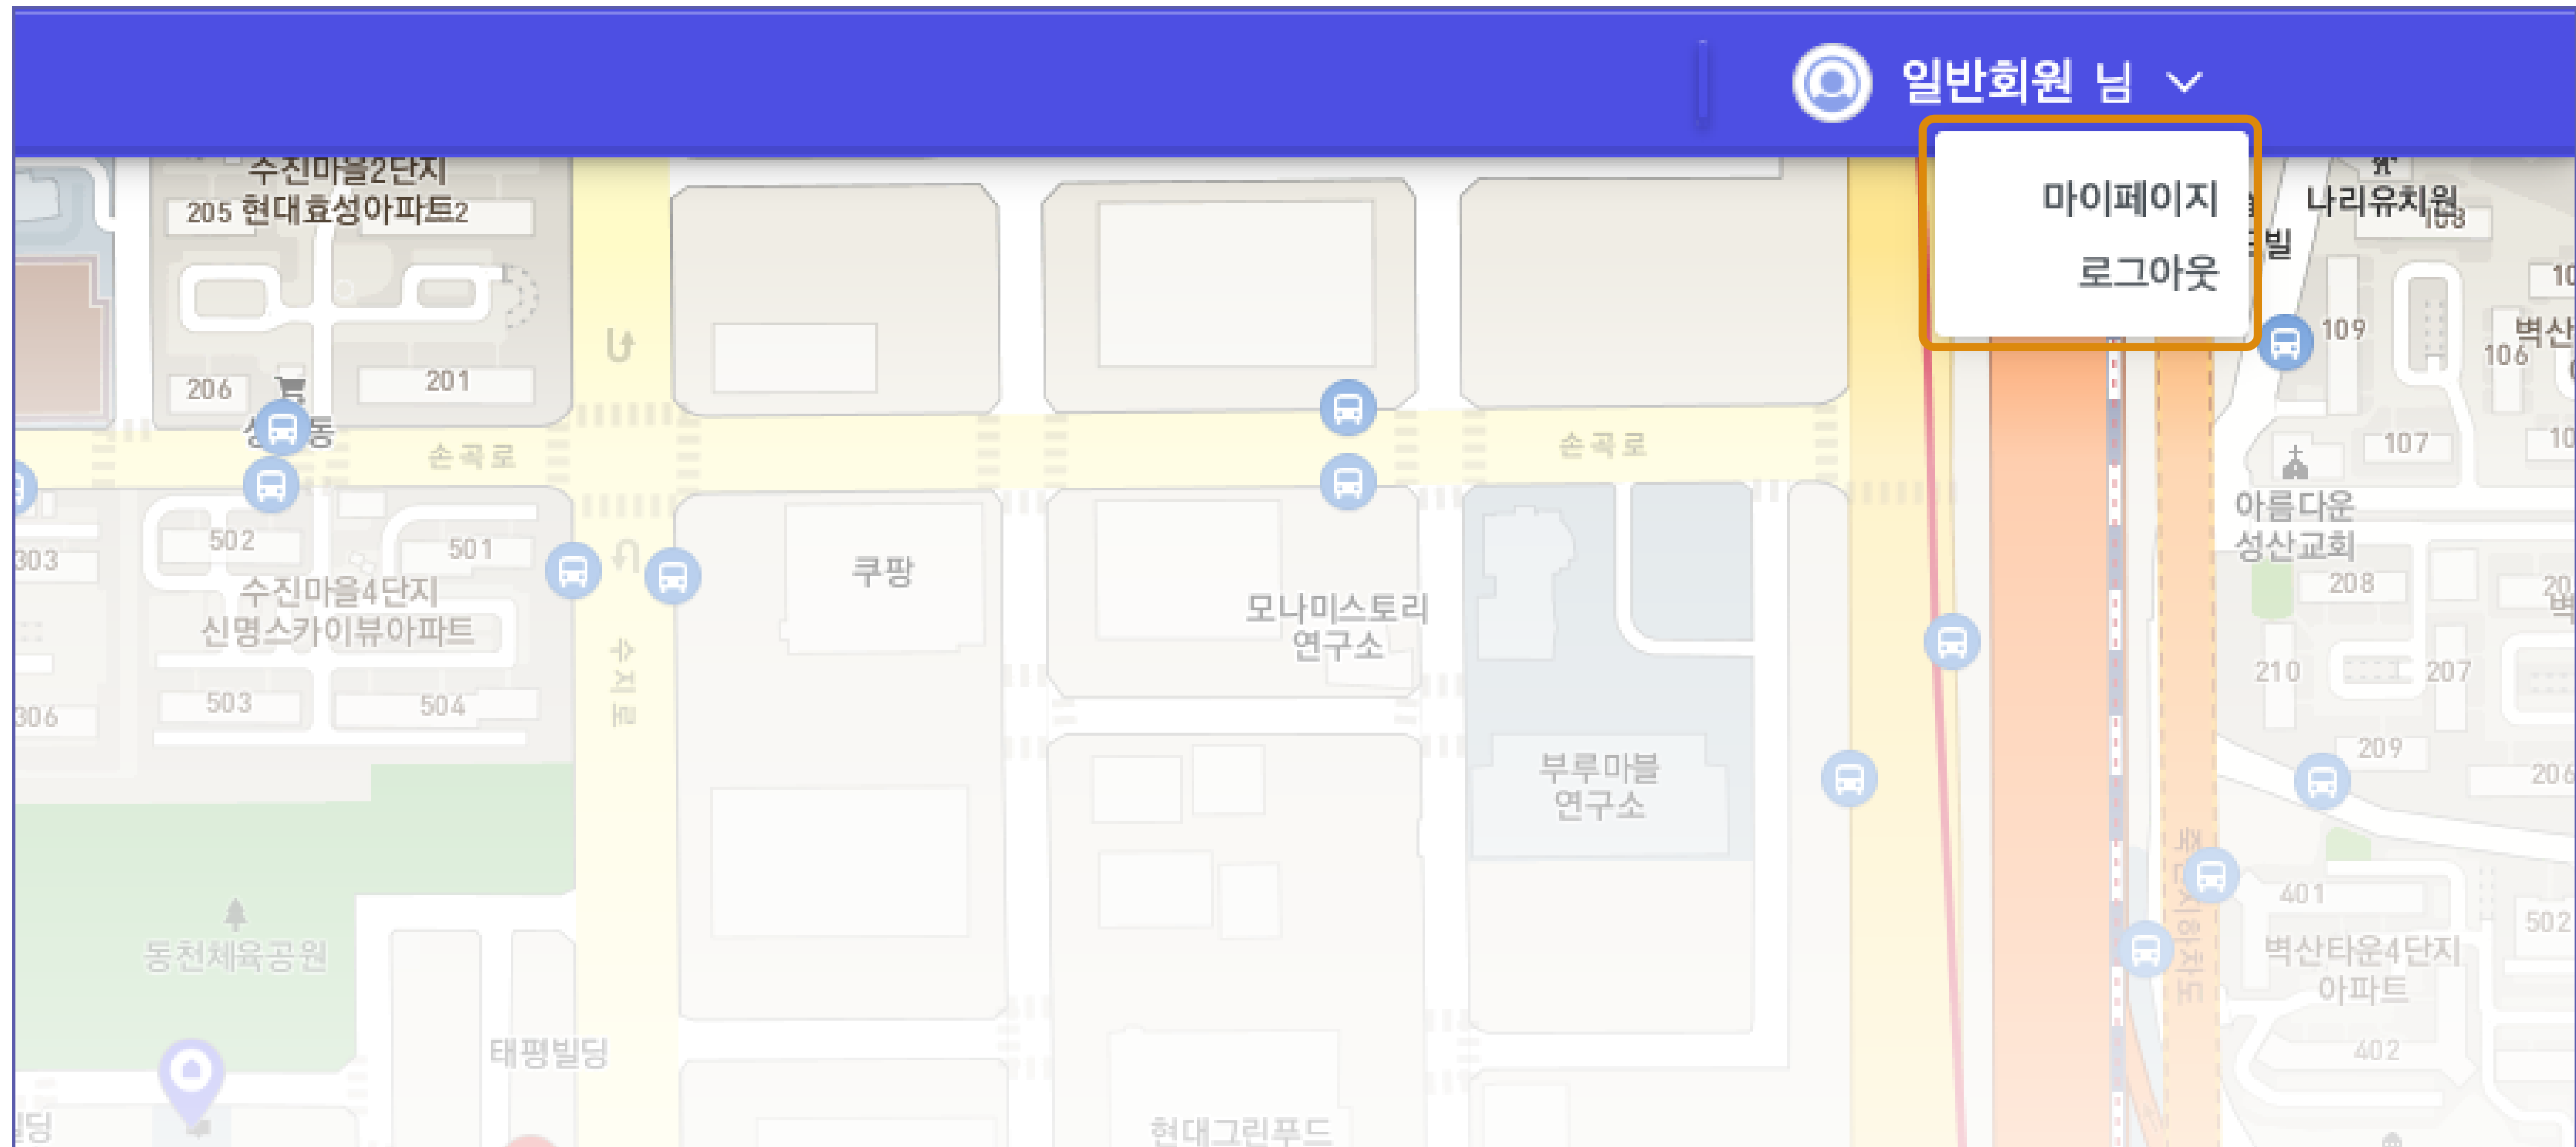 일반회원 님
마이페이지
로그아웃
수진마을2단지
205 현대효성아파트2
나리유치원
빌
206
201
109
106
107
손곡로
손곡로
502
501
303
수진마을4단지
신명스카이뷰아파트
쿠팡
모나미스토리
연구소
아름다운
성산교회
208
210
207
503
504
306
수지로
부루마블
연구소
209
206
401
502
동천체육공원
벽산타운4단지
아파트
402
태평빌딩
현대그린푸드